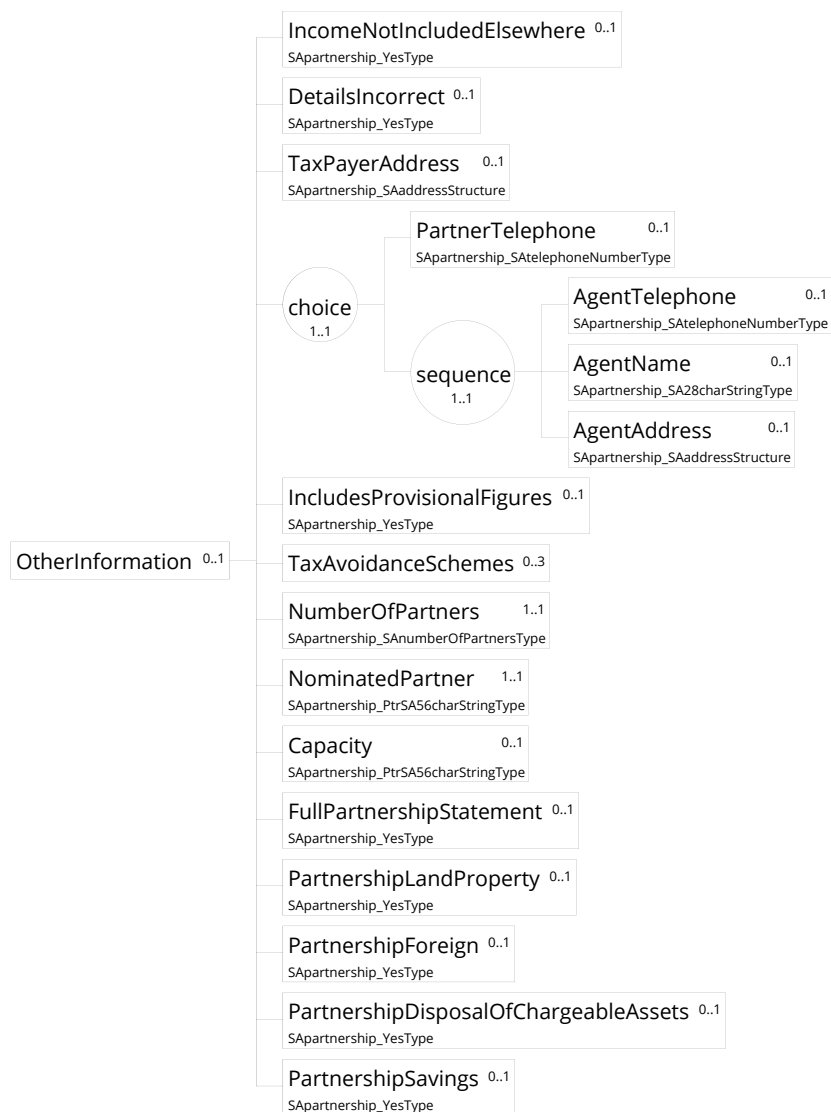 IncomeNotIncludedElsewhere 0..1
SApartnership_YesType
DetailsIncorrect 0..1
SApartnership_YesType
TaxPayerAddress 0..1
SApartnership_SAaddressStructure
PartnerTelephone 0..1
SApartnership_SAtelephoneNumberType
choice
1..1
AgentTelephone 0..1
SApartnership_SAtelephoneNumberType
sequence
1..1
AgentName 0..1
SApartnership_SA28charStringType
AgentAddress 0..1
SApartnership_SAaddressStructure
IncludesProvisionalFigures 0..1
SApartnership_YesType
OtherInformation 0..1
TaxAvoidanceSchemes 0..3
NumberOfPartners 1..1
SApartnership_SAnumberOfPartnersType
NominatedPartner 1..1
SApartnership_PtrSA56charStringType
Capacity 0..1
SApartnership_PtrSA56charStringType
FullPartnershipStatement 0..1
SApartnership_YesType
PartnershipLandProperty 0..1
SApartnership_YesType
PartnershipForeign 0..1
SApartnership_YesType
PartnershipDisposalOfChargeableAssets 0..1
SApartnership_YesType
PartnershipSavings 0..1
SApartnership_YesType